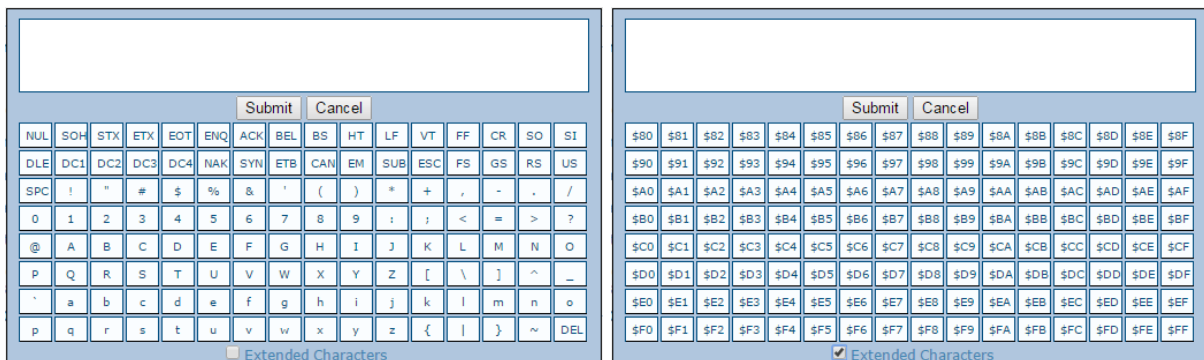 Submit Cancel
NUL SOH STX ETX EOT ENQ ACK BEL BS HT LF VT FF CR SO SI
DLE DC1 DC2 DC3 DC4 NAK SYN ETB CAN EM SUB ESC FS GS RS US
SPC ! " # $ % & ' ( ) * + , - . /
0 1 2 3 4 5 6 7 8 9 : ; < = > ?
@ A B C D E F G H I J K L M N O
P Q R S T U V W X Y Z [ \ ] ^ _
` a b c d e f g h i j k l m n o
p q r s t u v w x y z { | } ~ DEL
Extended Characters
Submit Cancel
$80 $81 $82 $83 $84 $85 $86 $87 $88 $89 $8A $8B $8C $8D $8E $8F
$90 $91 $92 $93 $94 $95 $96 $97 $98 $99 $9A $9B $9C $9D $9E $9F
$A0 $A1 $A2 $A3 $A4 $A5 $A6 $A7 $A8 $A9 $AA $AB $AC $AD $AE $AF
$B0 $B1 $B2 $B3 $B4 $B5 $B6 $B7 $B8 $B9 $BA $BB $BC $BD $BE $BF
$C0 $C1 $C2 $C3 $C4 $C5 $C6 $C7 $C8 $C9 $CA $CB $CC $CD $CE $CF
$D0 $D1 $D2 $D3 $D4 $D5 $D6 $D7 $D8 $D9 $DA $DB $DC $DD $DE $DF
$E0 $E1 $E2 $E3 $E4 $E5 $E6 $E7 $E8 $E9 $EA $EB $EC $ED $EE $EF
$F0 $F1 $F2 $F3 $F4 $F5 $F6 $F7 $F8 $F9 $FA $FB $FC $FD $FE $FF
Extended Characters